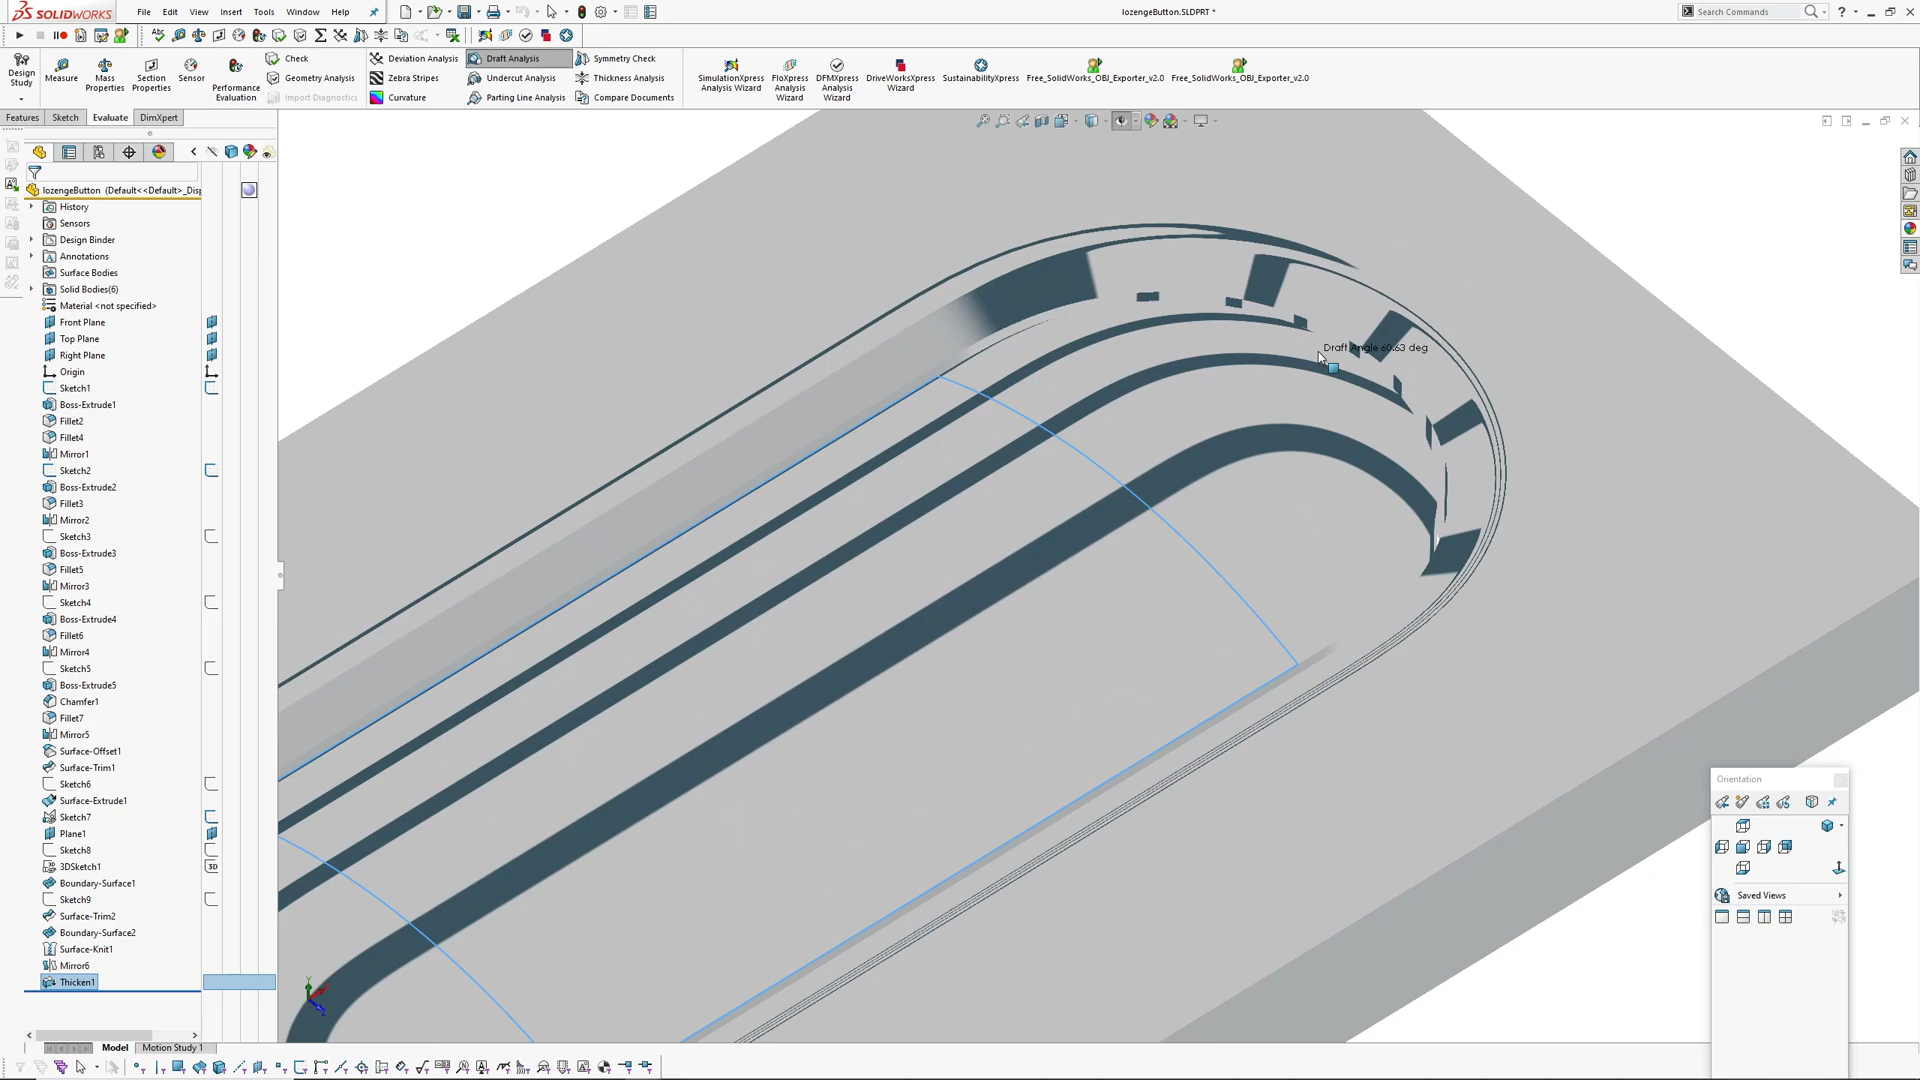 SOLIDWORKS File Edit View Insert Tools Window Help
lozengeButton.SLDPRT *
Search Commands
Design Study
Measure
Mass Properties
Section Properties
Sensor
Performance Evaluation
Check
Geometry Analysis
Import Diagnostics
Deviation Analysis
Zebra Stripes
Curvature
Draft Analysis
Undercut Analysis
Parting Line Analysis
Symmetry Check
Thickness Analysis
Compare Documents
SimulationXpress Analysis Wizard
FloXpress Analysis Wizard
DFMXpress Analysis Wizard
DriveWorksXpress Wizard
SustainabilityXpress
Free_SolidWorks_OBJ_Exporter_v2.0
Free_SolidWorks_OBJ_Exporter_v2.0
Features Sketch Evaluate DimXpert
lozengeButton (Default<<Default>_Disp
History
Sensors
Design Binder
Annotations
Surface Bodies
Solid Bodies(6)
Material <not specified>
Front Plane
Top Plane
Right Plane
Origin
Sketch1
Boss-Extrude1
Fillet2
Fillet4
Mirror1
Sketch2
Boss-Extrude2
Fillet3
Mirror2
Sketch3
Boss-Extrude3
Fillet5
Mirror3
Sketch4
Boss-Extrude4
Fillet6
Mirror4
Sketch5
Boss-Extrude5
Chamfer1
Fillet7
Mirror5
Surface-Offset1
Surface-Trim1
Sketch6
Surface-Extrude1
Sketch7
Plane1
Sketch8
3DSketch1
Boundary-Surface1
Sketch9
Surface-Trim2
Boundary-Surface2
Surface-Knit1
Mirror6
Thicken1
Draft Angle 60.63 deg
Orientation
Saved Views
Model Motion Study 1